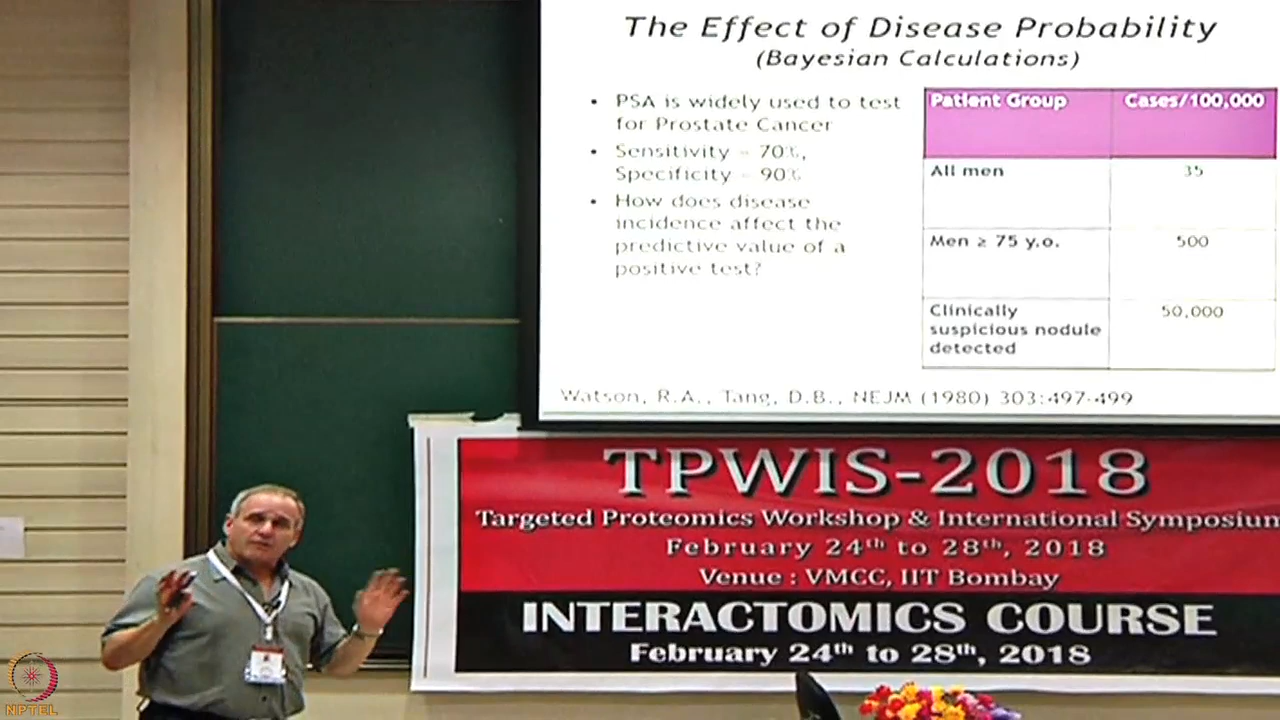 The Effect of Disease Probability
(Bayesian Calculations)
• PSA is widely used to test
for Prostate Cancer
• Sensitivity – 70%,
Specificity – 90%
• How does disease
incidence affect the
predictive value of a
positive test?
Patient Group Cases/100,000
All men 35
Men ≥ 75 y.o. 500
Clinically
suspicious nodule
detected 50,000
Watson, R.A., Tang, D.B., NEJM (1980) 303:497-499
TPWIS-2018
Targeted Proteomics Workshop & International Symposium
February 24th to 28th, 2018
Venue : VMCC, IIT Bombay
INTERACTOMICS COURSE
February 24th to 28th, 2018
NPTEL